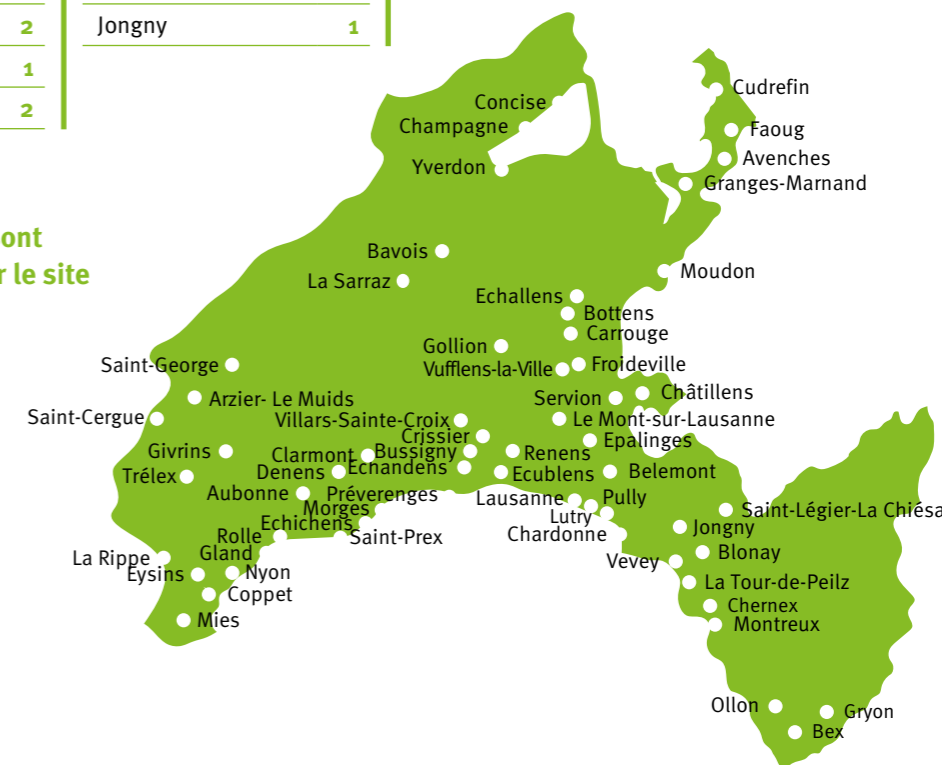 2
1
2
Jongny 1
ont
r le site
Cudrefin
Concise
Champagne
Faoug
Avenches
Yverdon
Granges-Marnand
Bavois
Moudon
La Sarraz
Echallens
Bottens
Carrouge
Gollion
Saint-George
Froideville
Vufflens-la-Ville
Arzier- Le Muids
Servion
Châtillens
Saint-Cergue
Villars-Sainte-Croix
Le Mont-sur-Lausanne
Crissier
Epalinges
Givrins
Clarmont
Bussigny
Renens
Trélex
Denens
Echandens
Ecublens
Belemont
Aubonne
Préverenges
Lausanne
Pully
Morges
Lutry
Saint-Légier-La Chiésa
Echichens
Jongny
Rolle
Saint-Prex
Chardonne
La Rippe
Gland
Blonay
Eysins
Nyon
Vevey
La Tour-de-Peilz
Coppet
Chernex
Mies
Montreux
Ollon
Gryon
Bex